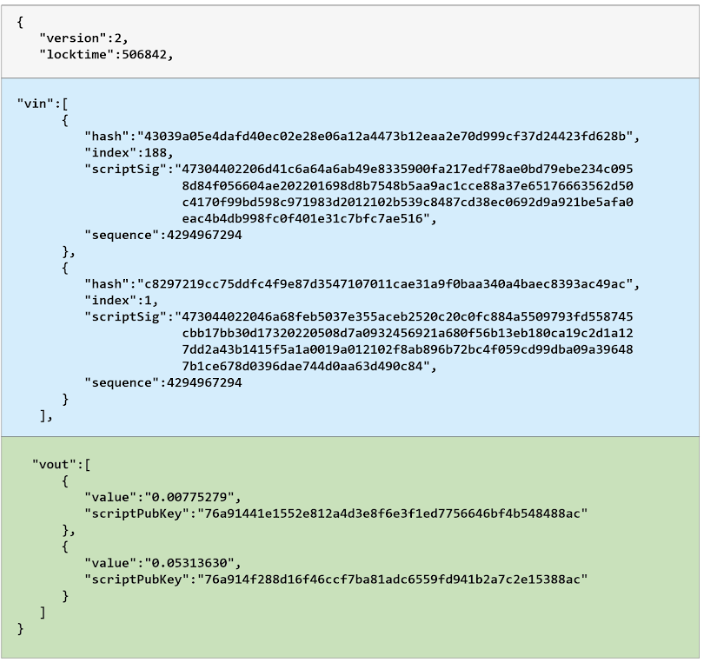 {
"version":2,
"locktime":506842,
"vin":[
{
"hash":"43039a05e4dafd40ec02e28e06a12a4473b12eaa2e70d999cf37d24423fd628b",
"index":188,
"scriptSig":"47304402206d41c6a64a6ab49e8335900fa217edf78ae0bd79ebe234c095
8d84f056604ae202201698d8b7548b5aa9ac1cce88a37e65176663562d50
c4170f99bd598c971983d2012102b539c8487cd38ec0692d9a921be5afa0
eac4b4db998fc0f401e31c7bfc7ae516",
"sequence":4294967294
},
{
"hash":"c8297219cc75ddfc4f9e87d3547107011cae31a9f0baa340a4baec8393ac49ac",
"index":1,
"scriptSig":"473044022046a68feb5037e355aceb2520c20c0fc884a5509793fd558745
cbb17bb30d17320220508d7a0932456921a680f56b13eb180ca19c2d1a12
7dd2a43b1415f5a1a0019a012102f8ab896b72bc4f059cd99dba09a39648
7b1ce678d0396dae744d0aa63d490c84",
"sequence":4294967294
}
],
"vout":[
{
"value":"0.00775279",
"scriptPubKey":"76a91441e1552e812a4d3e8f6e3f1ed7756646bf4b548488ac"
},
{
"value":"0.05313630",
"scriptPubKey":"76a914f288d16f46ccf7ba81adc6559fd941b2a7c2e15388ac"
}
]
}